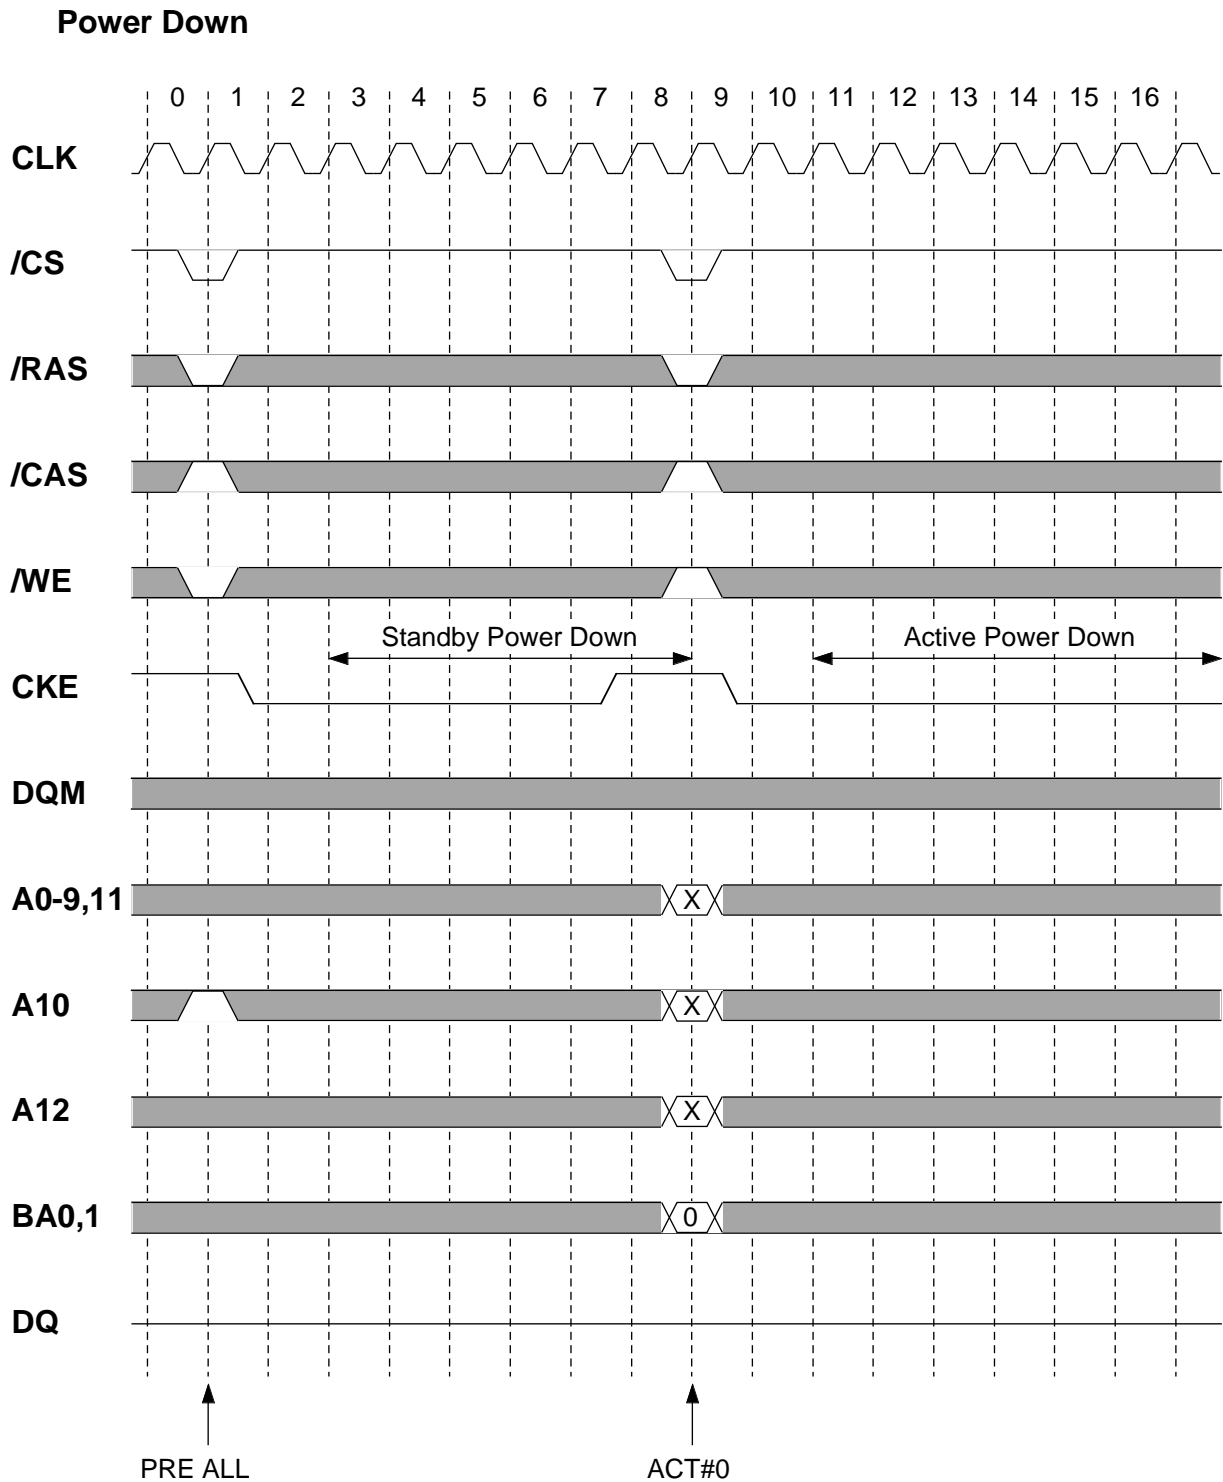 Power Down
0 1 2 3 4 5 6 7 8 9 10 11 12 13 14 15 16
CLK
/CS
/RAS
/CAS
/WE
Standby Power Down Active Power Down
CKE
DQM
A0-9,11 X
A10 X
A12 X
BA0,1 0
DQ
PRE ALL ACT#0